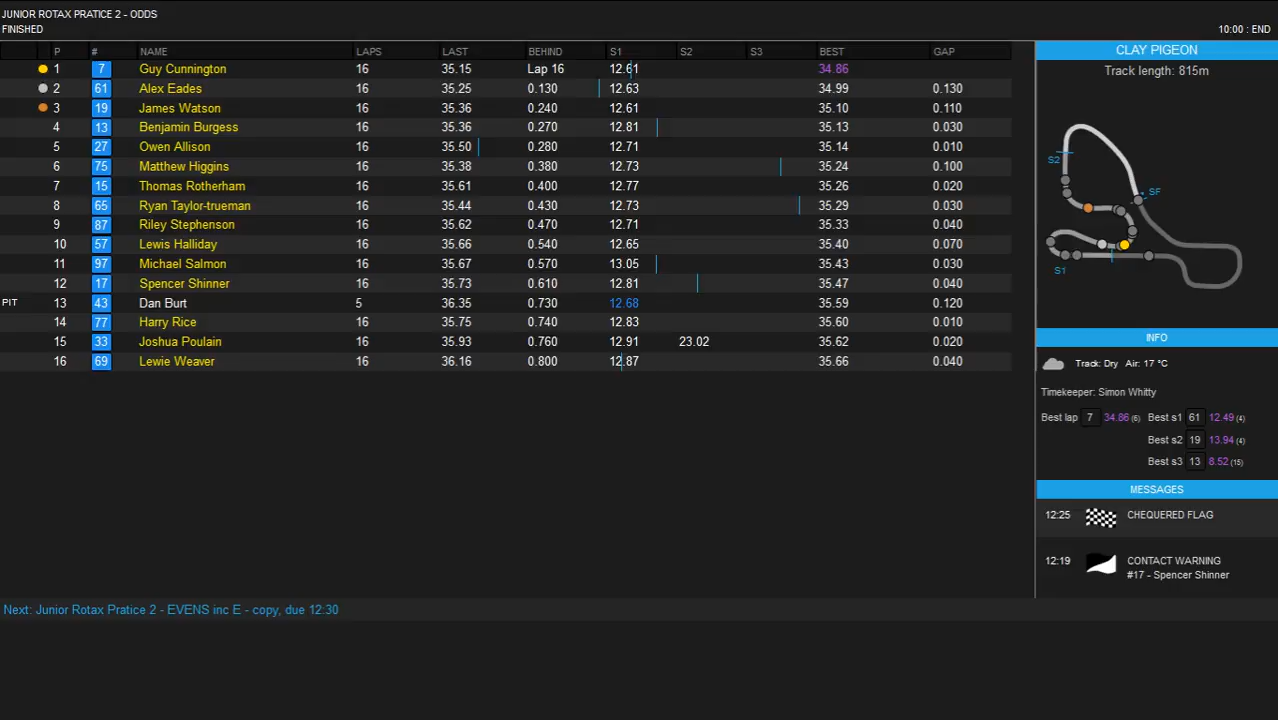 JUNIOR ROTAX PRATICE 2 - ODDS
FINISHED 10:00 : END
P # NAME LAPS LAST BEHIND S1 S2 S3 BEST GAP
1 7 Guy Cunnington 16 35.15 Lap 16 12.61 34.86
2 61 Alex Eades 16 35.25 0.130 12.63 34.99 0.130
3 19 James Watson 16 35.36 0.240 12.61 35.10 0.110
4 13 Benjamin Burgess 16 35.36 0.270 12.81 35.13 0.030
5 27 Owen Allison 16 35.50 0.280 12.71 35.14 0.010
6 75 Matthew Higgins 16 35.38 0.380 12.73 35.24 0.100
7 15 Thomas Rotherham 16 35.61 0.400 12.77 35.26 0.020
8 65 Ryan Taylor-trueman 16 35.44 0.430 12.73 35.29 0.030
9 87 Riley Stephenson 16 35.62 0.470 12.71 35.33 0.040
10 57 Lewis Halliday 16 35.66 0.540 12.65 35.40 0.070
11 97 Michael Salmon 16 35.67 0.570 13.05 35.43 0.030
12 17 Spencer Shinner 16 35.73 0.610 12.81 35.47 0.040
PIT 13 43 Dan Burt 5 36.35 0.730 12.68 35.59 0.120
14 77 Harry Rice 16 35.75 0.740 12.83 35.60 0.010
15 33 Joshua Poulain 16 35.93 0.760 12.91 23.02 35.62 0.020
16 69 Lewie Weaver 16 36.16 0.800 12.87 35.66 0.040
Next: Junior Rotax Pratice 2 - EVENS inc E - copy, due 12:30
CLAY PIGEON
Track length: 815m
S2
SF
S1
INFO
Track: Dry Air: 17 °C
Timekeeper: Simon Whitty
Best lap 7 34.86 (6) Best s1 61 12.49 (4)
Best s2 19 13.94 (4)
Best s3 13 8.52 (15)
MESSAGES
12:25 CHEQUERED FLAG
12:19 CONTACT WARNING
#17 - Spencer Shinner